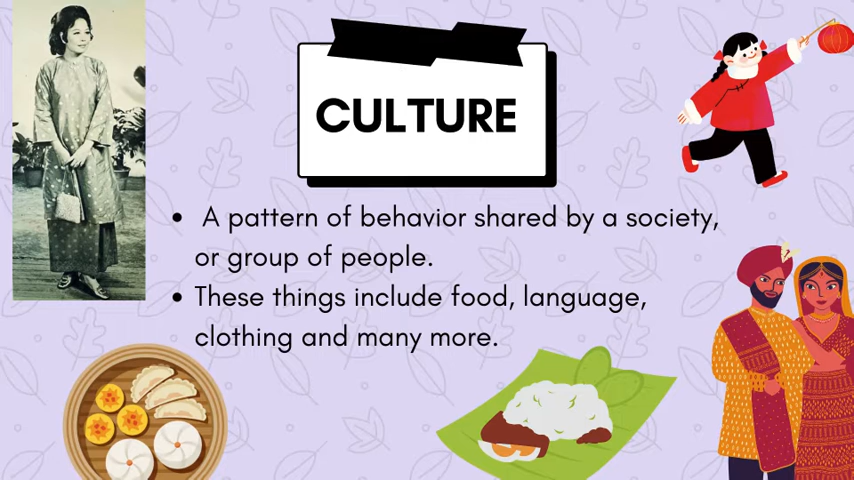 CULTURE
• A pattern of behavior shared by a society,
or group of people.
• These things include food, language,
clothing and many more.